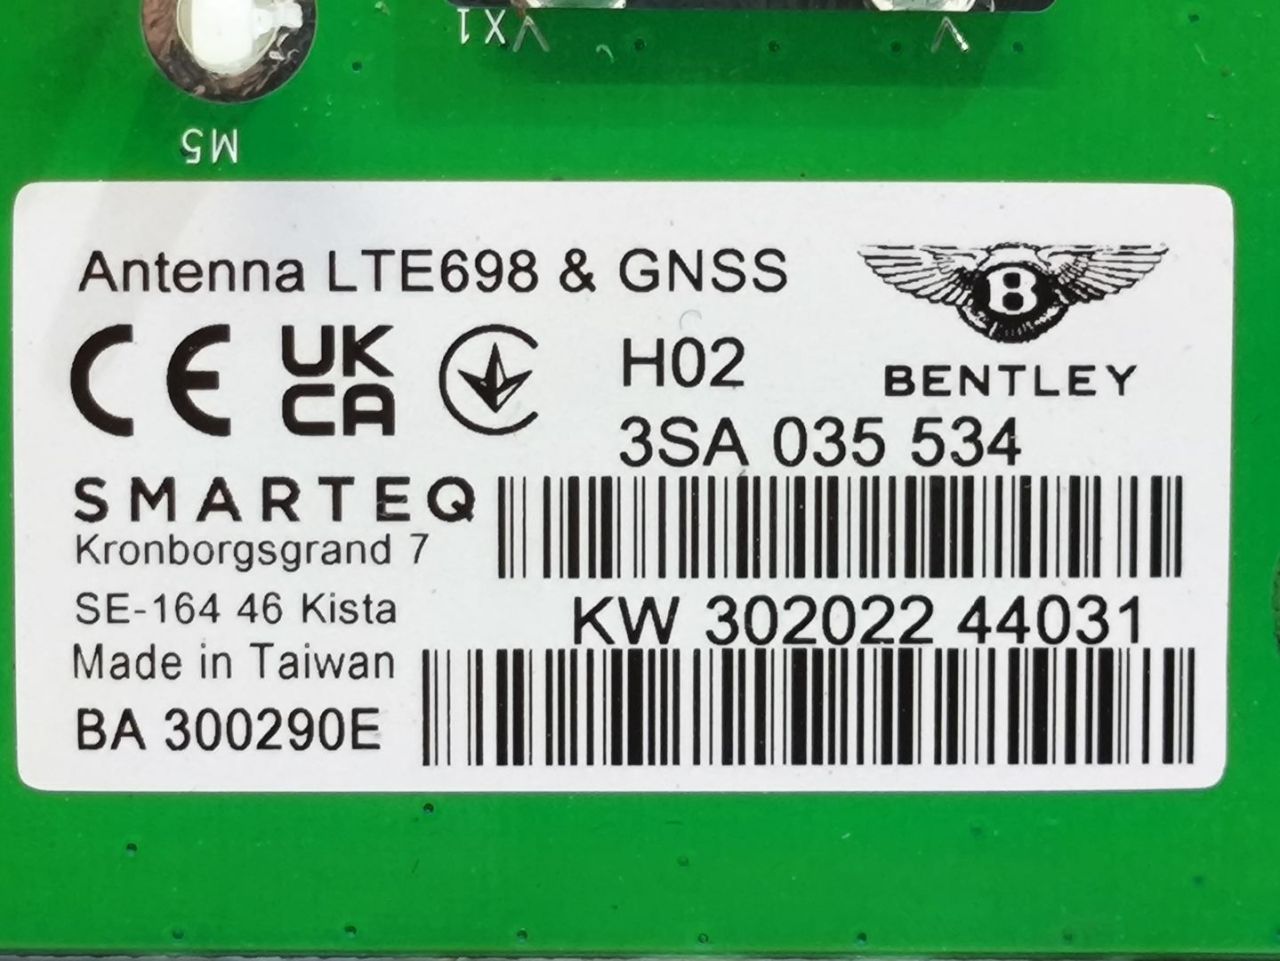 X1
M5
Antenna LTE698 & GNSS
B
BENTLEY
CE UK CA H02
3SA 035 534
SMARTEQ
Kronborgsgrand 7
SE-164 46 Kista
KW 302022 44031
Made in Taiwan
BA 300290E